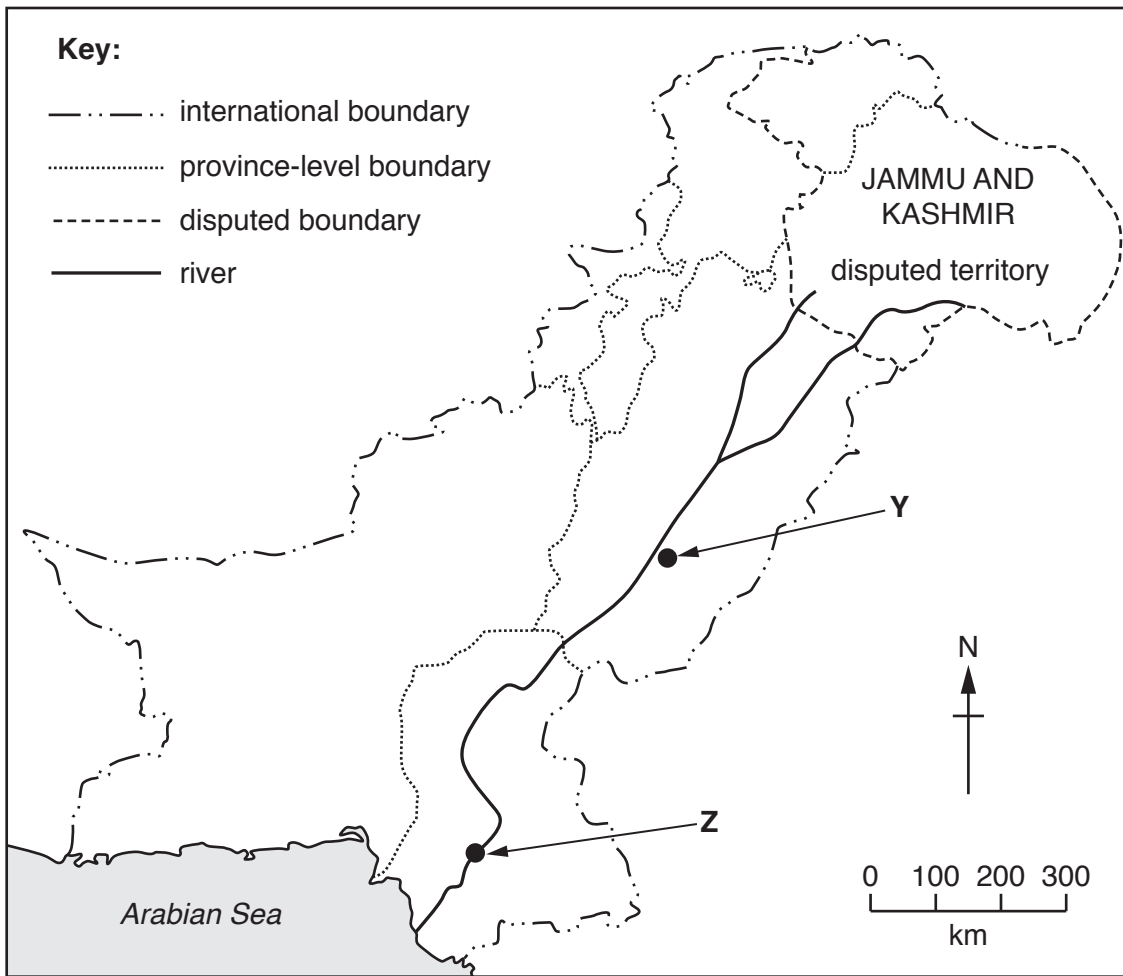 Key:
international boundary
province-level boundary
disputed boundary
river
JAMMU AND
KASHMIR
disputed territory
Y
N
Z
0 100 200 300
km
Arabian Sea